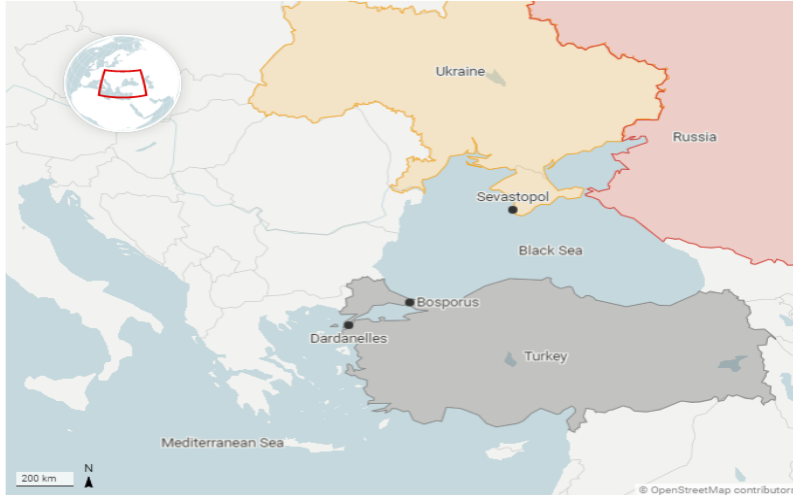 Ukraine
Russia
Sevastopol
Black Sea
Bosporus
Dardanelles
Turkey
Mediterranean Sea
200 km
N
© OpenStreetMap contributors